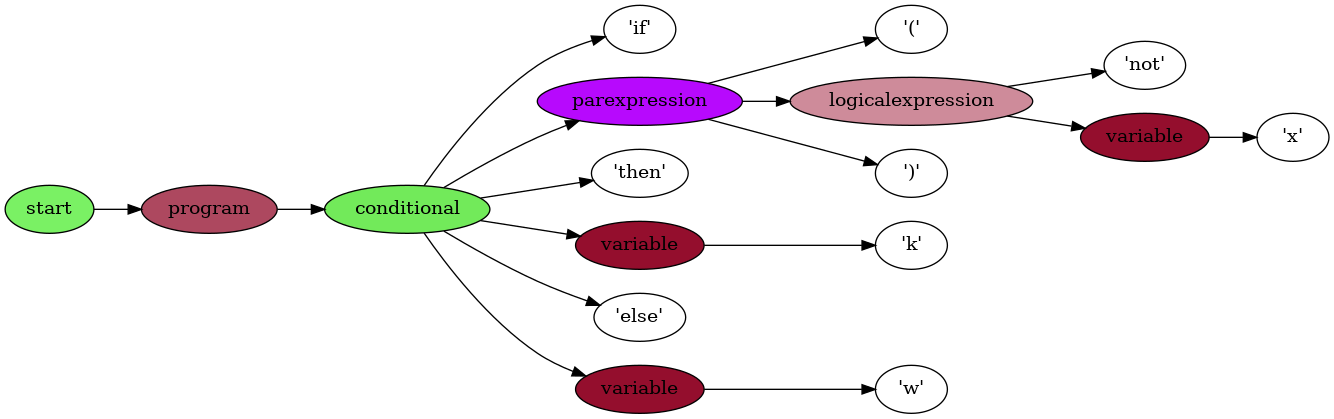 start
program
conditional
'if'
parexpression
'('
logicalexpression
'not'
variable
'x'
')'
'then'
variable
'k'
'else'
variable
'w'